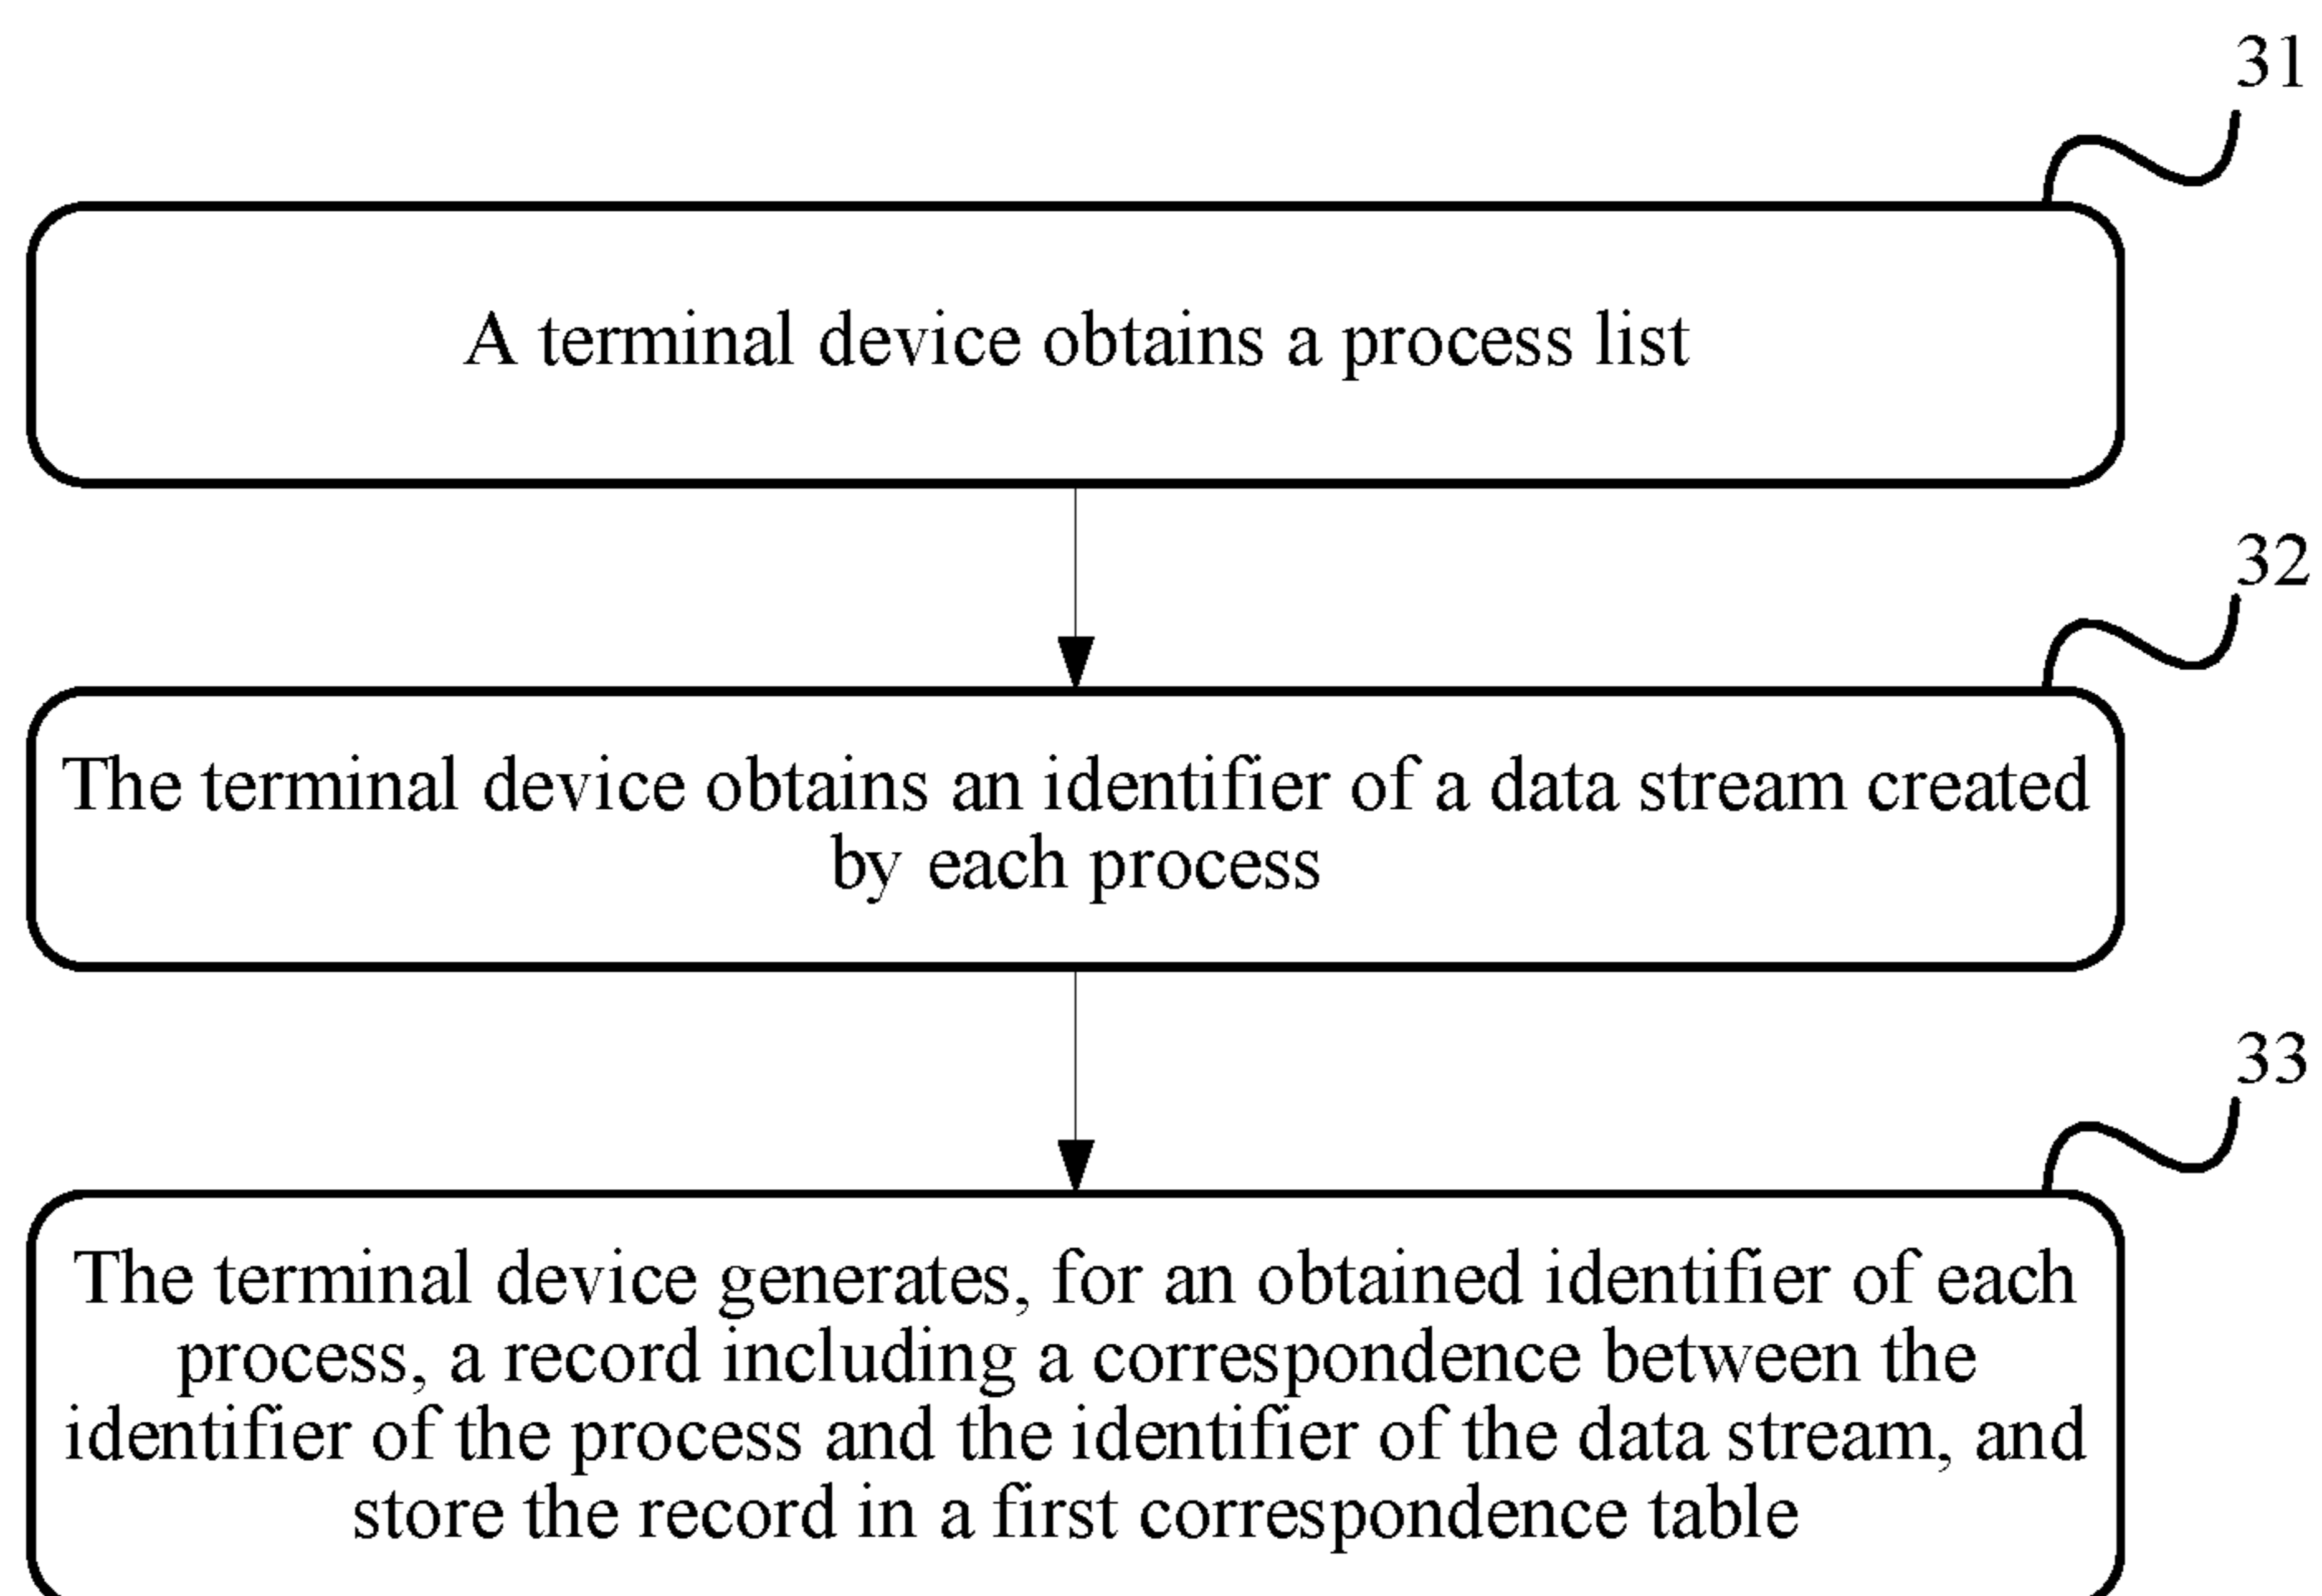 31
A terminal device obtains a process list
32
The terminal device obtains an identifier of a data stream created
by each process
33
The terminal device generates, for an obtained identifier of each
process, a record including a correspondence between the
identifier of the process and the identifier of the data stream, and
store the record in a first correspondence table